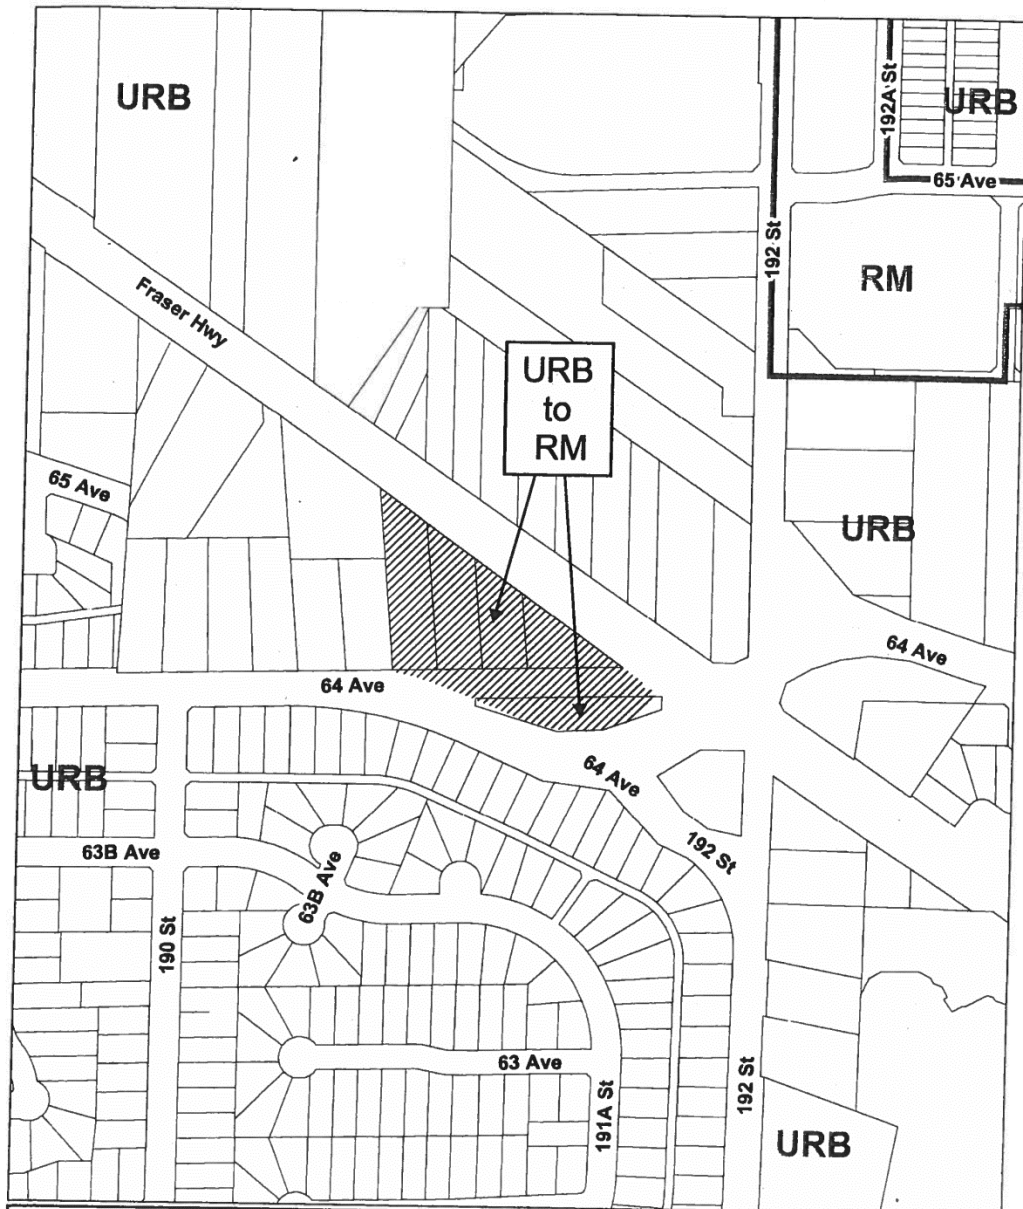 URB
192A St
URB
65 Ave
192 St
RM
Fraser Hwy
URB
to
RM
65 Ave
URB
64 Ave
64 Ave
URB
64 Ave
192 St
63B Ave
63B Ave
190 St
63 Ave
191A St
192 St
URB